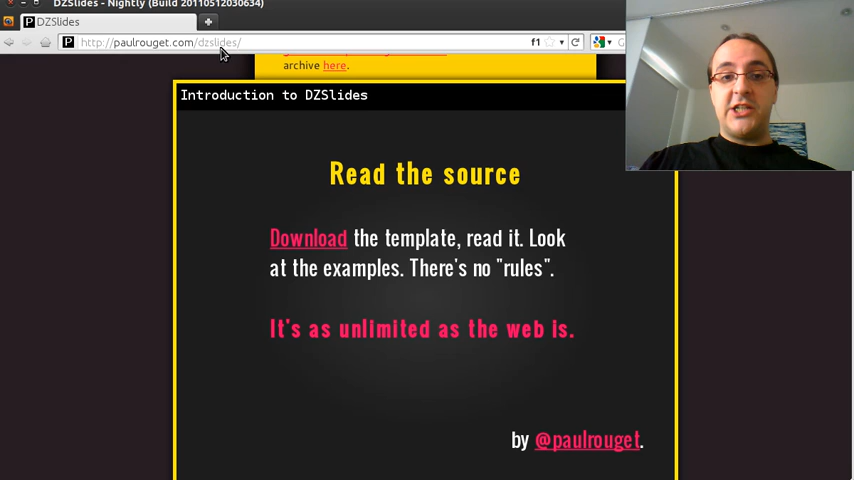 DZSlides - Nightly (Build 20110512030634)
DZSlides
http://paulrouget.com/dzslides/
f1
archive here.
Introduction to DZSlides
Read the source
Download the template, read it. Look
at the examples. There's no "rules".
It's as unlimited as the web is.
by @paulrouget.